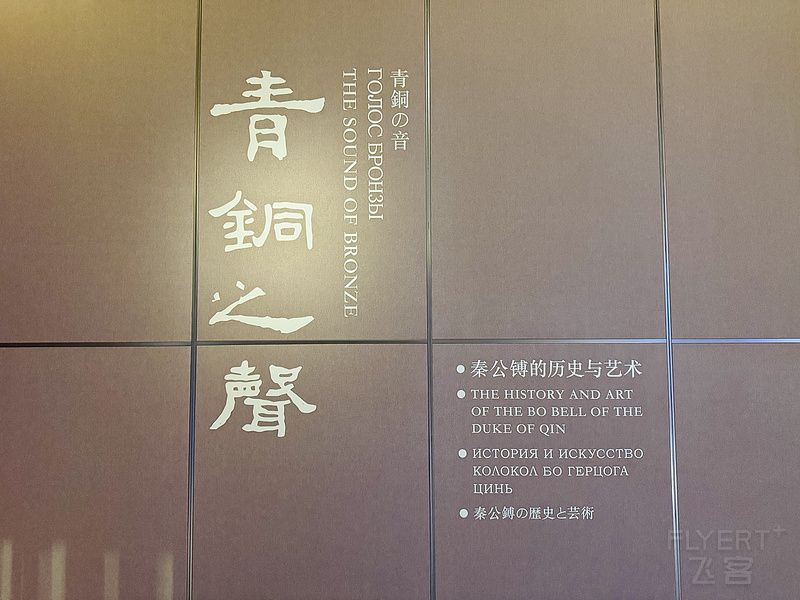 青銅之聲
青銅の音
ГОЛОС БРОНЗЫ
THE SOUND OF BRONZE
● 秦公镈的历史与艺术
● THE HISTORY AND ART
OF THE BO BELL OF THE
DUKE OF QIN
● ИСТОРИЯ И ИСКУССТВО
КОЛОКОЛ БО ГЕРЦОГА
ЦИНЬ
● 秦公鎛の歴史と芸術
FLYERT+
飞客